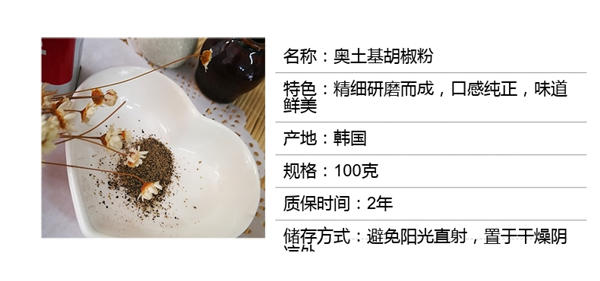 名称：奥土基胡椒粉
特色：精细研磨而成，口感纯正，味道
鲜美
产地：韩国
规格：100克
质保时间：2年
储存方式：避免阳光直射，置于干燥阴